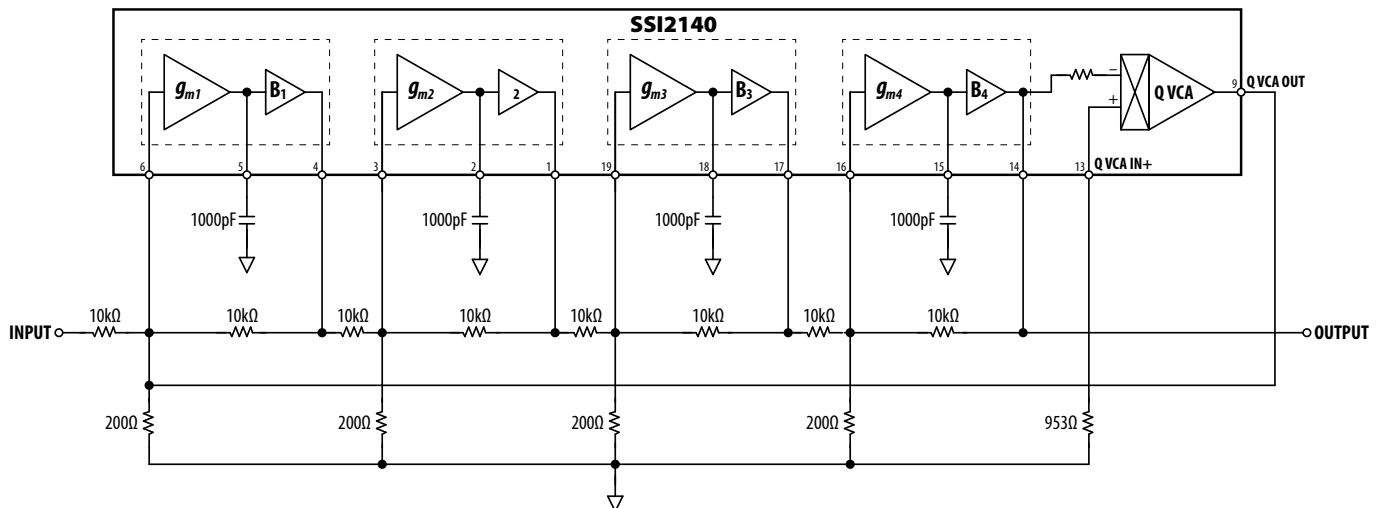 SSI2140
gm1 B1 gm2 2 gm3 B3 gm4 B4 − + Q VCA 9 Q VCA OUT
6 5 4 3 2 1 19 18 17 16 15 14 13 Q VCA IN+
1000pF 1000pF 1000pF 1000pF
10kΩ 10kΩ 10kΩ 10kΩ 10kΩ 10kΩ 10kΩ 10kΩ
INPUT OUTPUT
200Ω 200Ω 200Ω 200Ω 953Ω